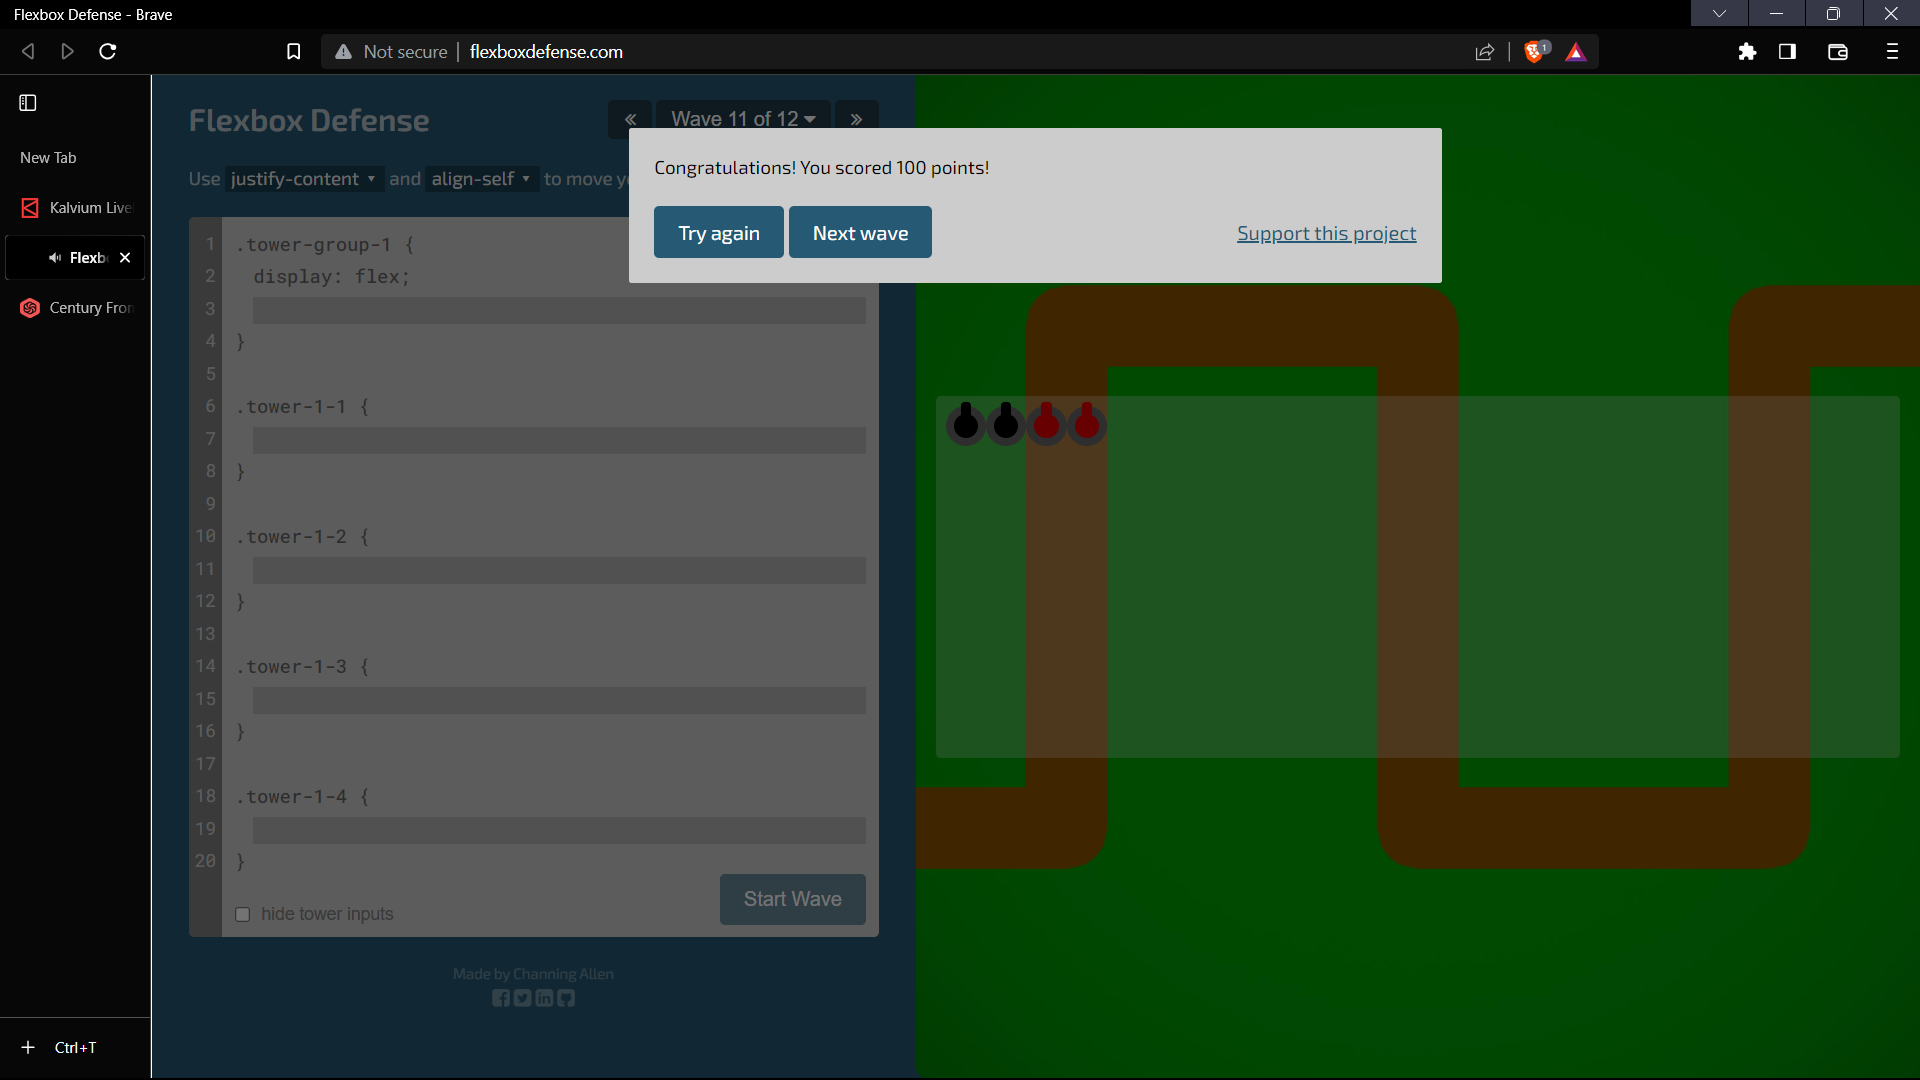 Flexbox Defense - Brave
Not secure
flexboxdefense.com
1
New Tab
Kalvium Live
Flexb
Century Fron
Ctrl+T
Flexbox Defense
«
Wave 11 of 12
»
Use justify-content and align-self to move y
Congratulations! You scored 100 points!
Try again
Next wave
Support this project
1 .tower-group-1 {
2 display: flex;
3
4 }
5
6 .tower-1-1 {
7
8 }
9
10 .tower-1-2 {
11
12 }
13
14 .tower-1-3 {
15
16 }
17
18 .tower-1-4 {
19
20 }
hide tower inputs
Start Wave
Made by Channing Allen